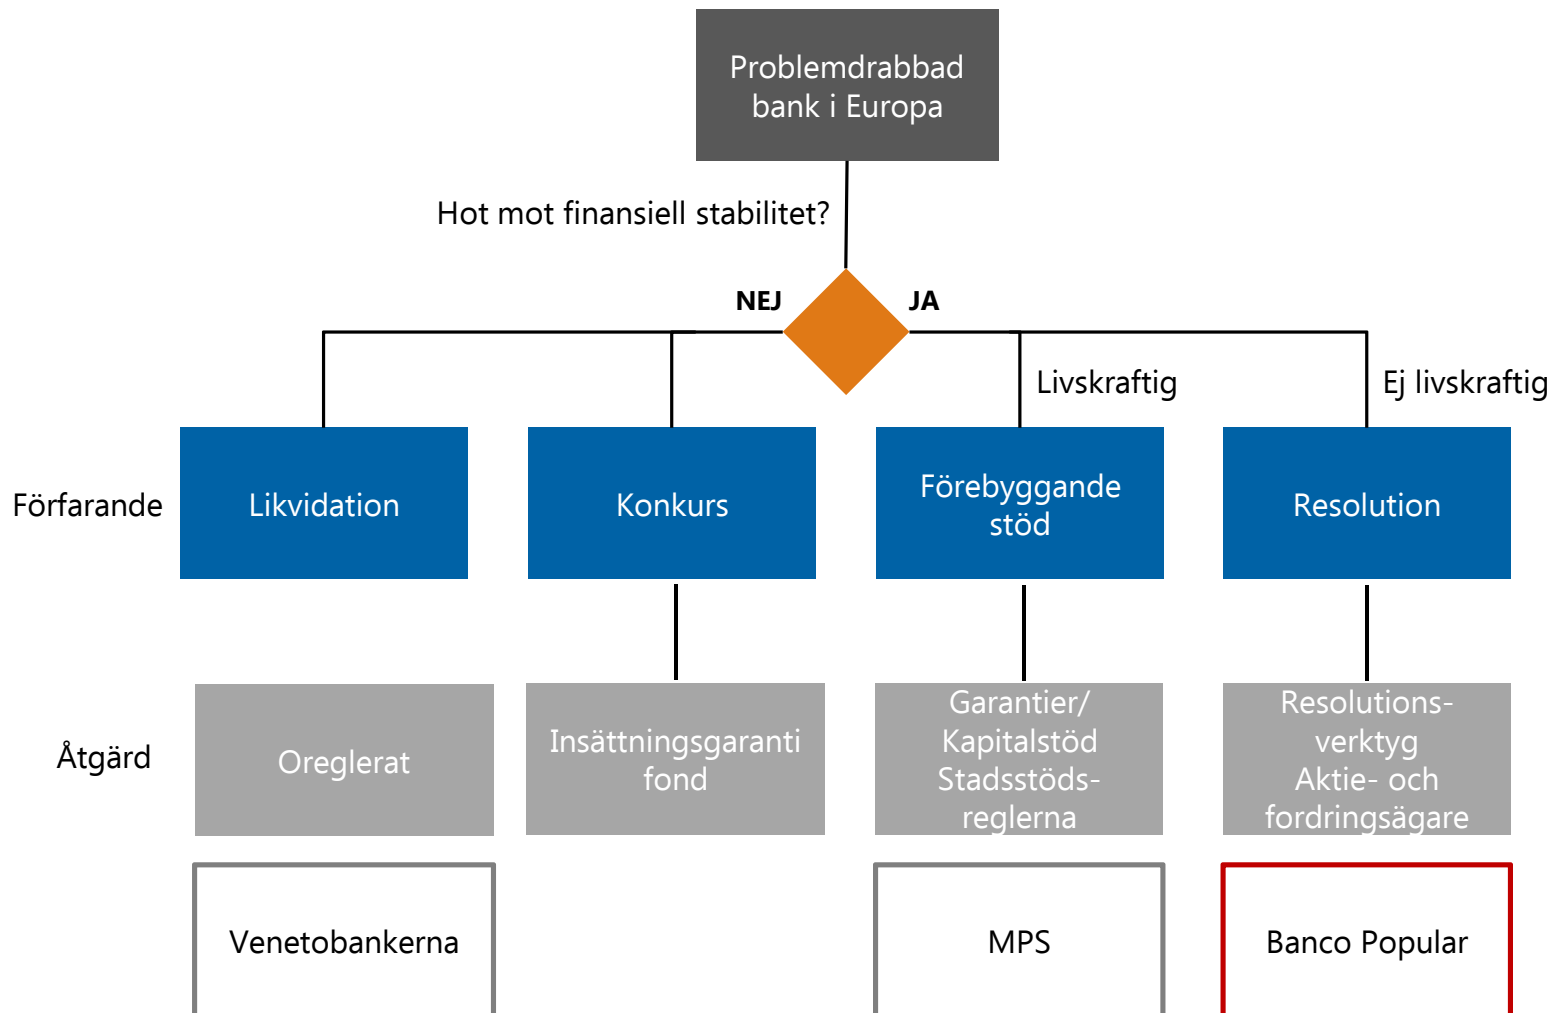 Problemdrabbad
bank i Europa
Hot mot finansiell stabilitet?
NEJ
JA
Livskraftig
Ej livskraftig
Förfarande
Likvidation
Konkurs
Förebyggande
stöd
Resolution
Åtgärd
Oreglerat
Insättningsgaranti
fond
Garantier/
Kapitalstöd
Stadsstöds-
reglerna
Resolutions-
verktyg
Aktie- och
fordringsägare
Venetobankerna
MPS
Banco Popular